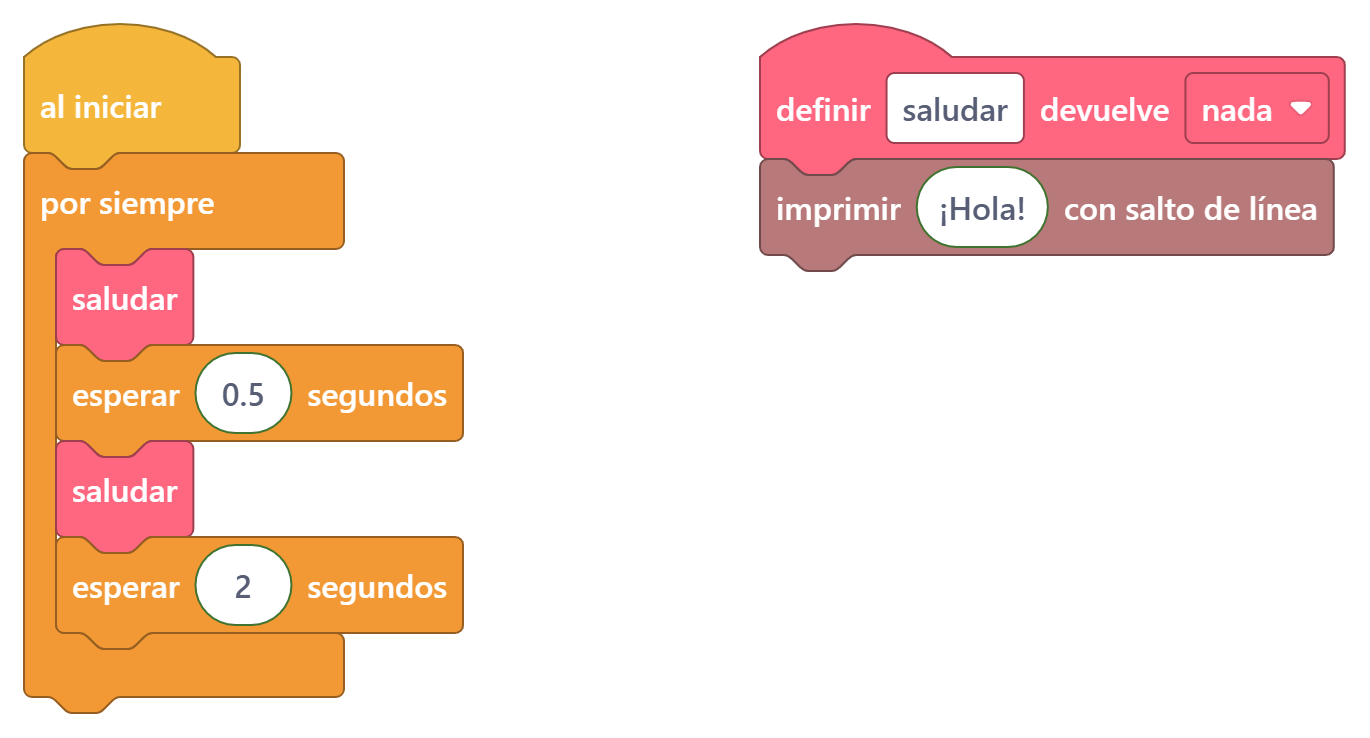 al iniciar
por siempre
saludar
esperar 0.5 segundos
saludar
esperar 2 segundos
definir saludar devuelve nada
imprimir ¡Hola! con salto de línea